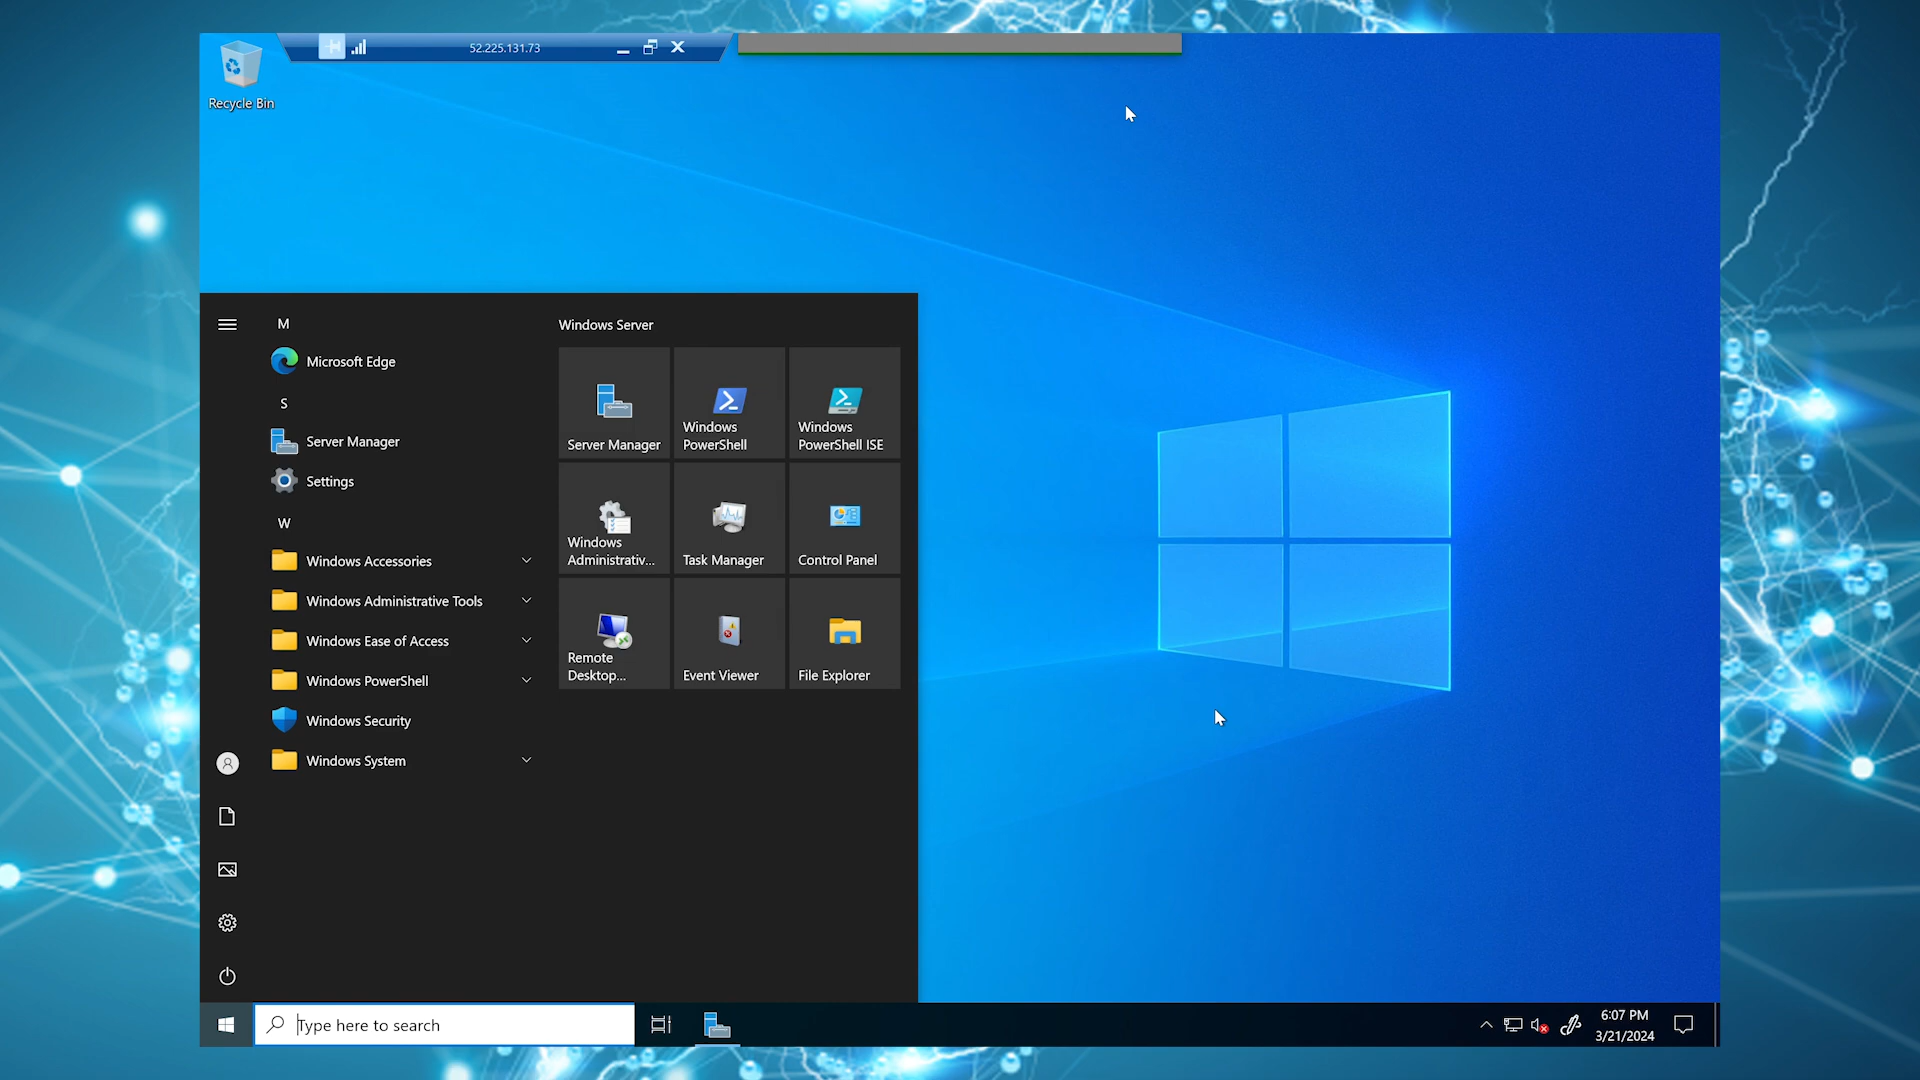 52.225.131.73
Recycle Bin
M
Microsoft Edge
S
Server Manager
Settings
W
Windows Accessories
Windows Administrative Tools
Windows Ease of Access
Windows PowerShell
Windows Security
Windows System
Windows Server
Server Manager
Windows
PowerShell
Windows
PowerShell ISE
Windows
Administrativ...
Task Manager
Control Panel
Remote
Desktop...
Event Viewer
File Explorer
Type here to search
6:07 PM
3/21/2024